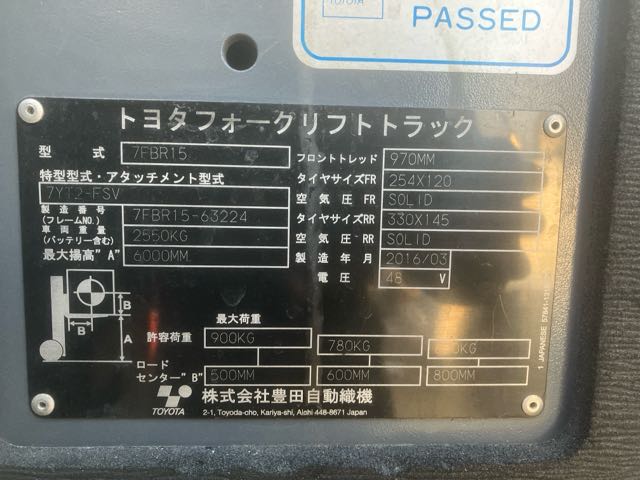 TOYOTA
PASSED
トヨタフォークリフトトラック
型式 7FBR15
特型型式・アタッチメント型式
7YT2-FSV
製造番号(フレームNO.) 7FBR15-63224
車両重量(バッテリー含む) 2550KG
最大揚高"A" 6000MM
フロントトレッド 970MM
タイヤサイズFR 254X120
空気圧FR SOLID
タイヤサイズRR 330X145
空気圧RR SOLID
製造年月 2016/03
電圧 48 V
B
B
A
最大荷重
許容荷重 900KG 780KG
ロードセンター"B" 500MM 600MM 800MM
TOYOTA
株式会社豊田自動織機
2-1, Toyoda-cho, Kariya-shi, Aichi 448-8671 Japan
1 JAPANESE